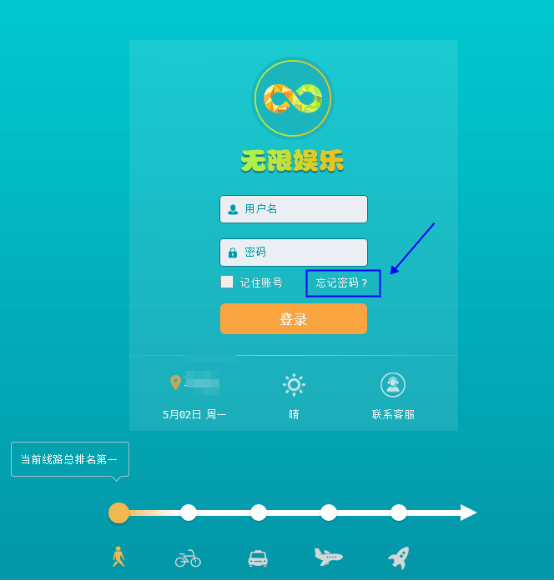 无限娱乐
用户名
密码
记住账号
忘记密码？
登录
5月02日 周一
晴
联系客服
当前线路总排名第一